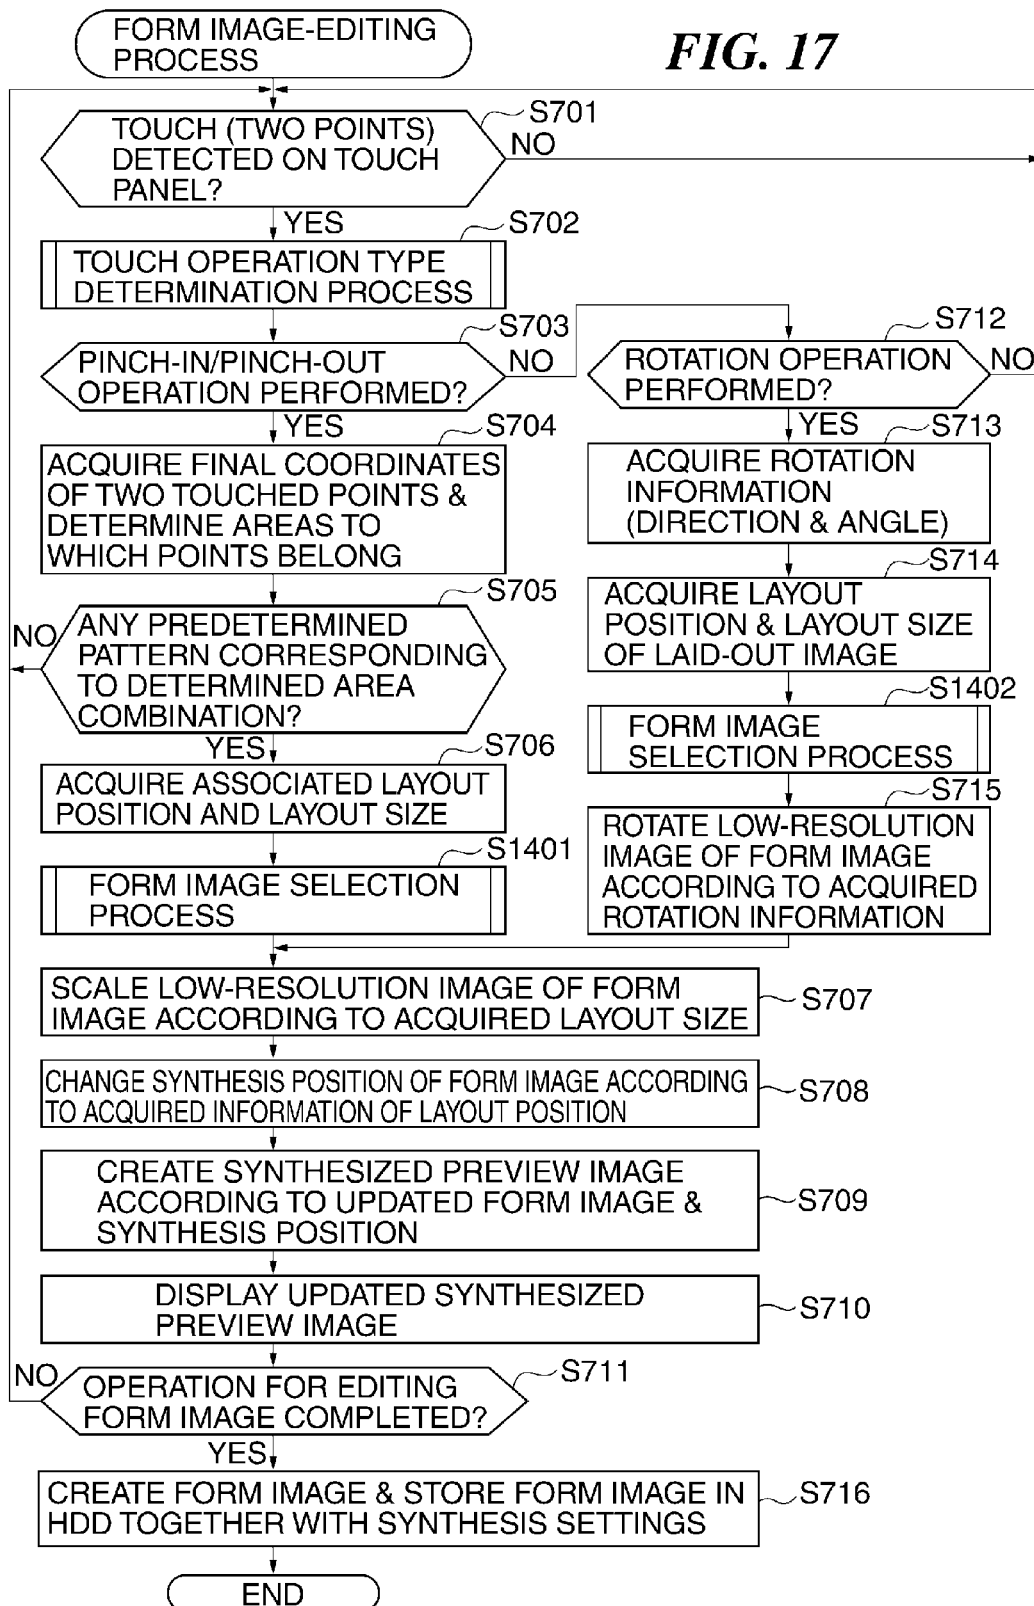 FORM IMAGE-EDITING
PROCESS
FIG. 17
S701
TOUCH (TWO POINTS)
DETECTED ON TOUCH
PANEL?
NO
YES
S702
TOUCH OPERATION TYPE
DETERMINATION PROCESS
S703
PINCH-IN/PINCH-OUT
OPERATION PERFORMED?
NO
YES
S712
ROTATION OPERATION
PERFORMED?
NO
YES
S704
ACQUIRE FINAL COORDINATES
OF TWO TOUCHED POINTS &
DETERMINE AREAS TO
WHICH POINTS BELONG
S713
ACQUIRE ROTATION
INFORMATION
(DIRECTION & ANGLE)
S705
NO
ANY PREDETERMINED
PATTERN CORRESPONDING
TO DETERMINED AREA
COMBINATION?
YES
S714
ACQUIRE LAYOUT
POSITION & LAYOUT SIZE
OF LAID-OUT IMAGE
S706
ACQUIRE ASSOCIATED LAYOUT
POSITION AND LAYOUT SIZE
S1402
FORM IMAGE
SELECTION PROCESS
S1401
FORM IMAGE SELECTION
PROCESS
S715
ROTATE LOW-RESOLUTION
IMAGE OF FORM IMAGE
ACCORDING TO ACQUIRED
ROTATION INFORMATION
SCALE LOW-RESOLUTION IMAGE OF FORM
IMAGE ACCORDING TO ACQUIRED LAYOUT SIZE
S707
CHANGE SYNTHESIS POSITION OF FORM IMAGE ACCORDING
TO ACQUIRED INFORMATION OF LAYOUT POSITION
S708
CREATE SYNTHESIZED PREVIEW IMAGE
ACCORDING TO UPDATED FORM IMAGE &
SYNTHESIS POSITION
S709
DISPLAY UPDATED SYNTHESIZED
PREVIEW IMAGE
S710
NO
OPERATION FOR EDITING
FORM IMAGE COMPLETED?
S711
YES
CREATE FORM IMAGE & STORE FORM IMAGE IN
HDD TOGETHER WITH SYNTHESIS SETTINGS
S716
END